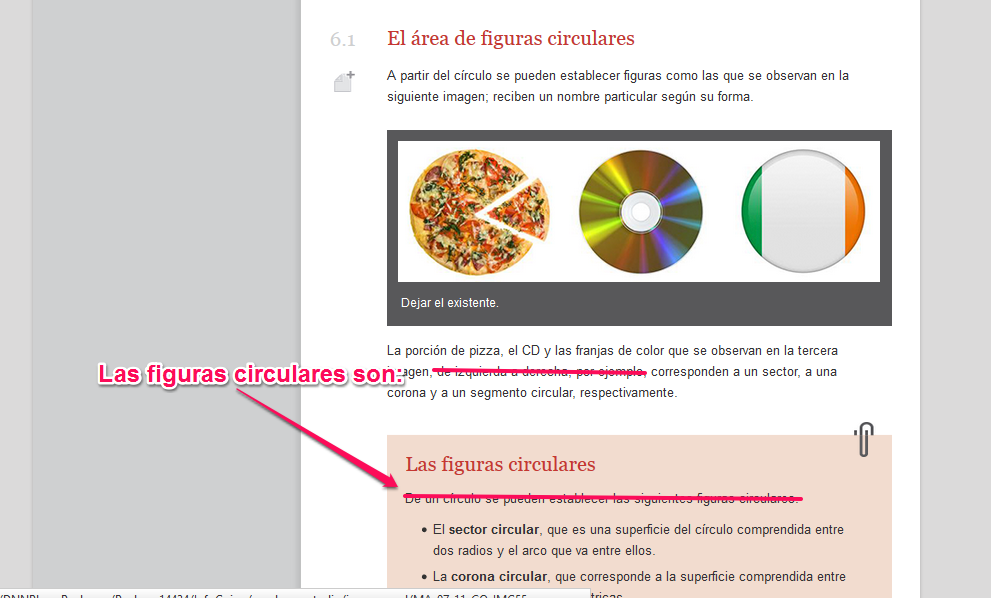 6.1 El área de figuras circulares
A partir del círculo se pueden establecer figuras como las que se observan en la
siguiente imagen; reciben un nombre particular según su forma.
Dejar el existente.
La porción de pizza, el CD y las franjas de color que se observan en la tercera
de izquierda a derecha, por ejemplo, corresponden a un sector, a una
corona y a un segmento circular, respectivamente.
Las figuras circulares son:
Las figuras circulares
De un círculo se pueden establecer las siguientes figuras circulares:
• El sector circular, que es una superficie del círculo comprendida entre
dos radios y el arco que va entre ellos.
• La corona circular, que corresponde a la superficie comprendida entre